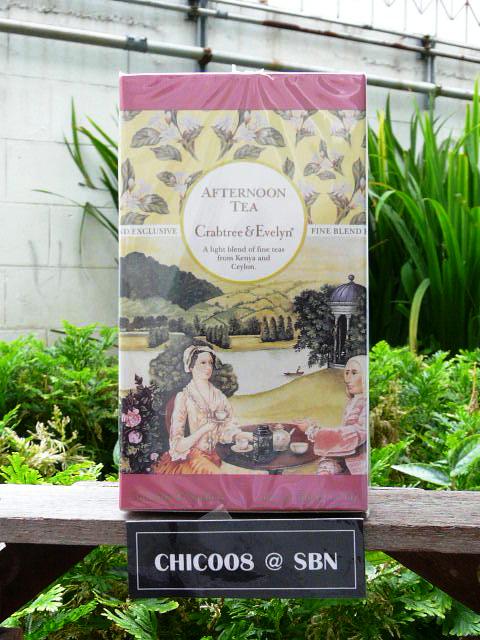 AFTERNOON
TEA
Crabtree & Evelyn®
D EXCLUSIVE
FINE BLEND
A light blend of fine teas
from Kenya and
Ceylon.
CHIC008 @ SBN